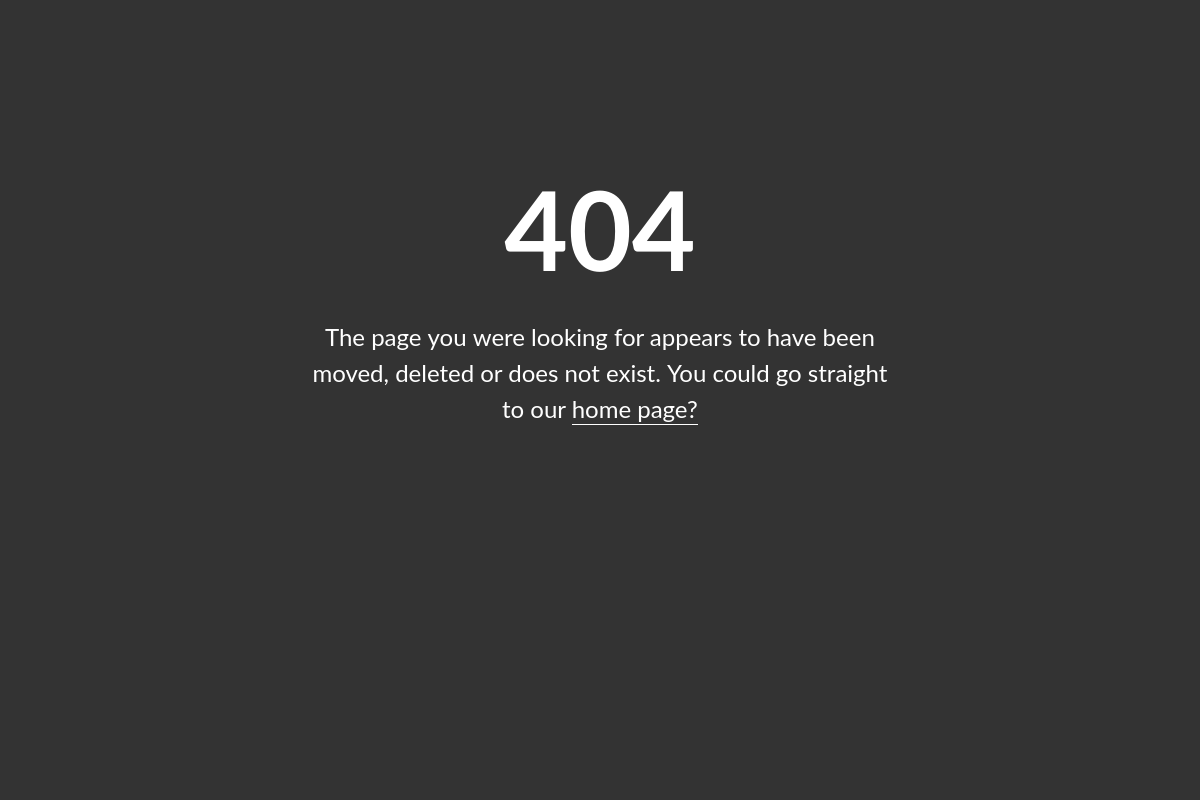 404
The page you were looking for appears to have been
moved, deleted or does not exist. You could go straight
to our home page?